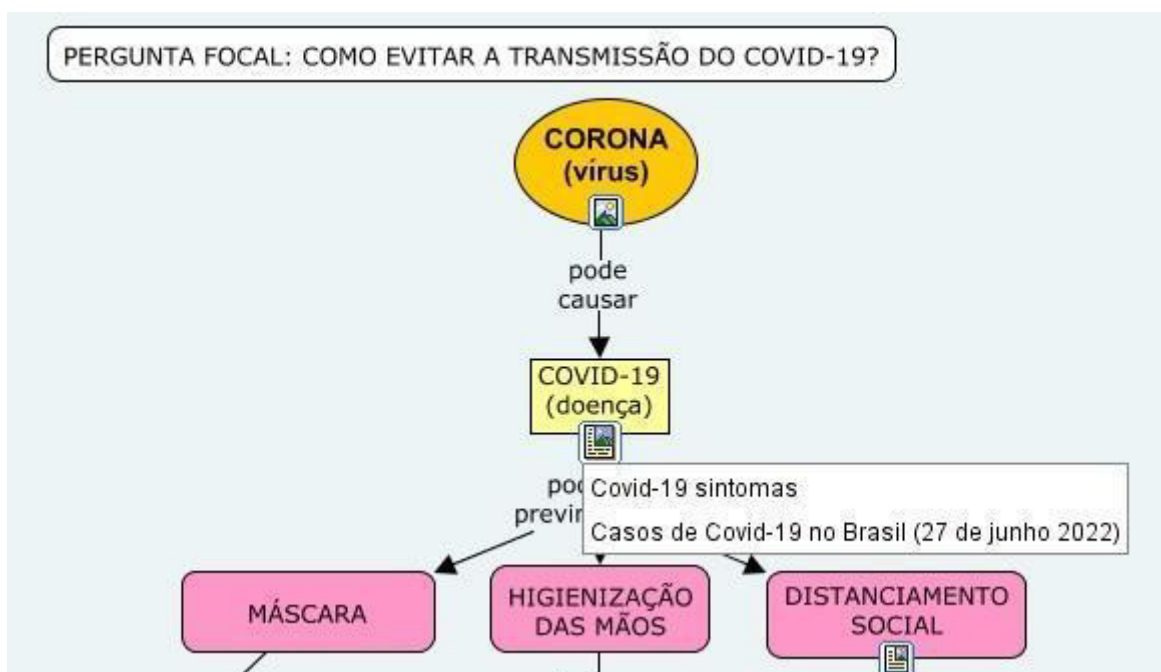 PERGUNTA FOCAL: COMO EVITAR A TRANSMISSÃO DO COVID-19?
CORONA
(vírus)
pode
causar
COVID-19
(doença)
Covid-19 sintomas
Casos de Covid-19 no Brasil (27 de junho 2022)
MÁSCARA
HIGIENIZAÇÃO
DAS MÃOS
DISTANCIAMENTO
SOCIAL